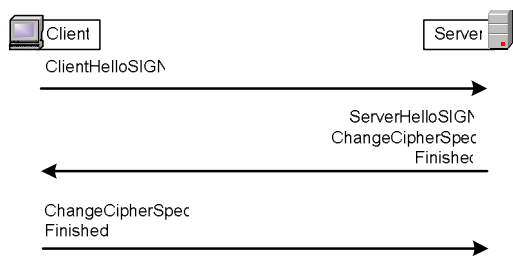 Client
Server
ClientHelloSIGN
ServerHelloSIGN
ChangeCipherSpec
Finished
ChangeCipherSpec
Finished